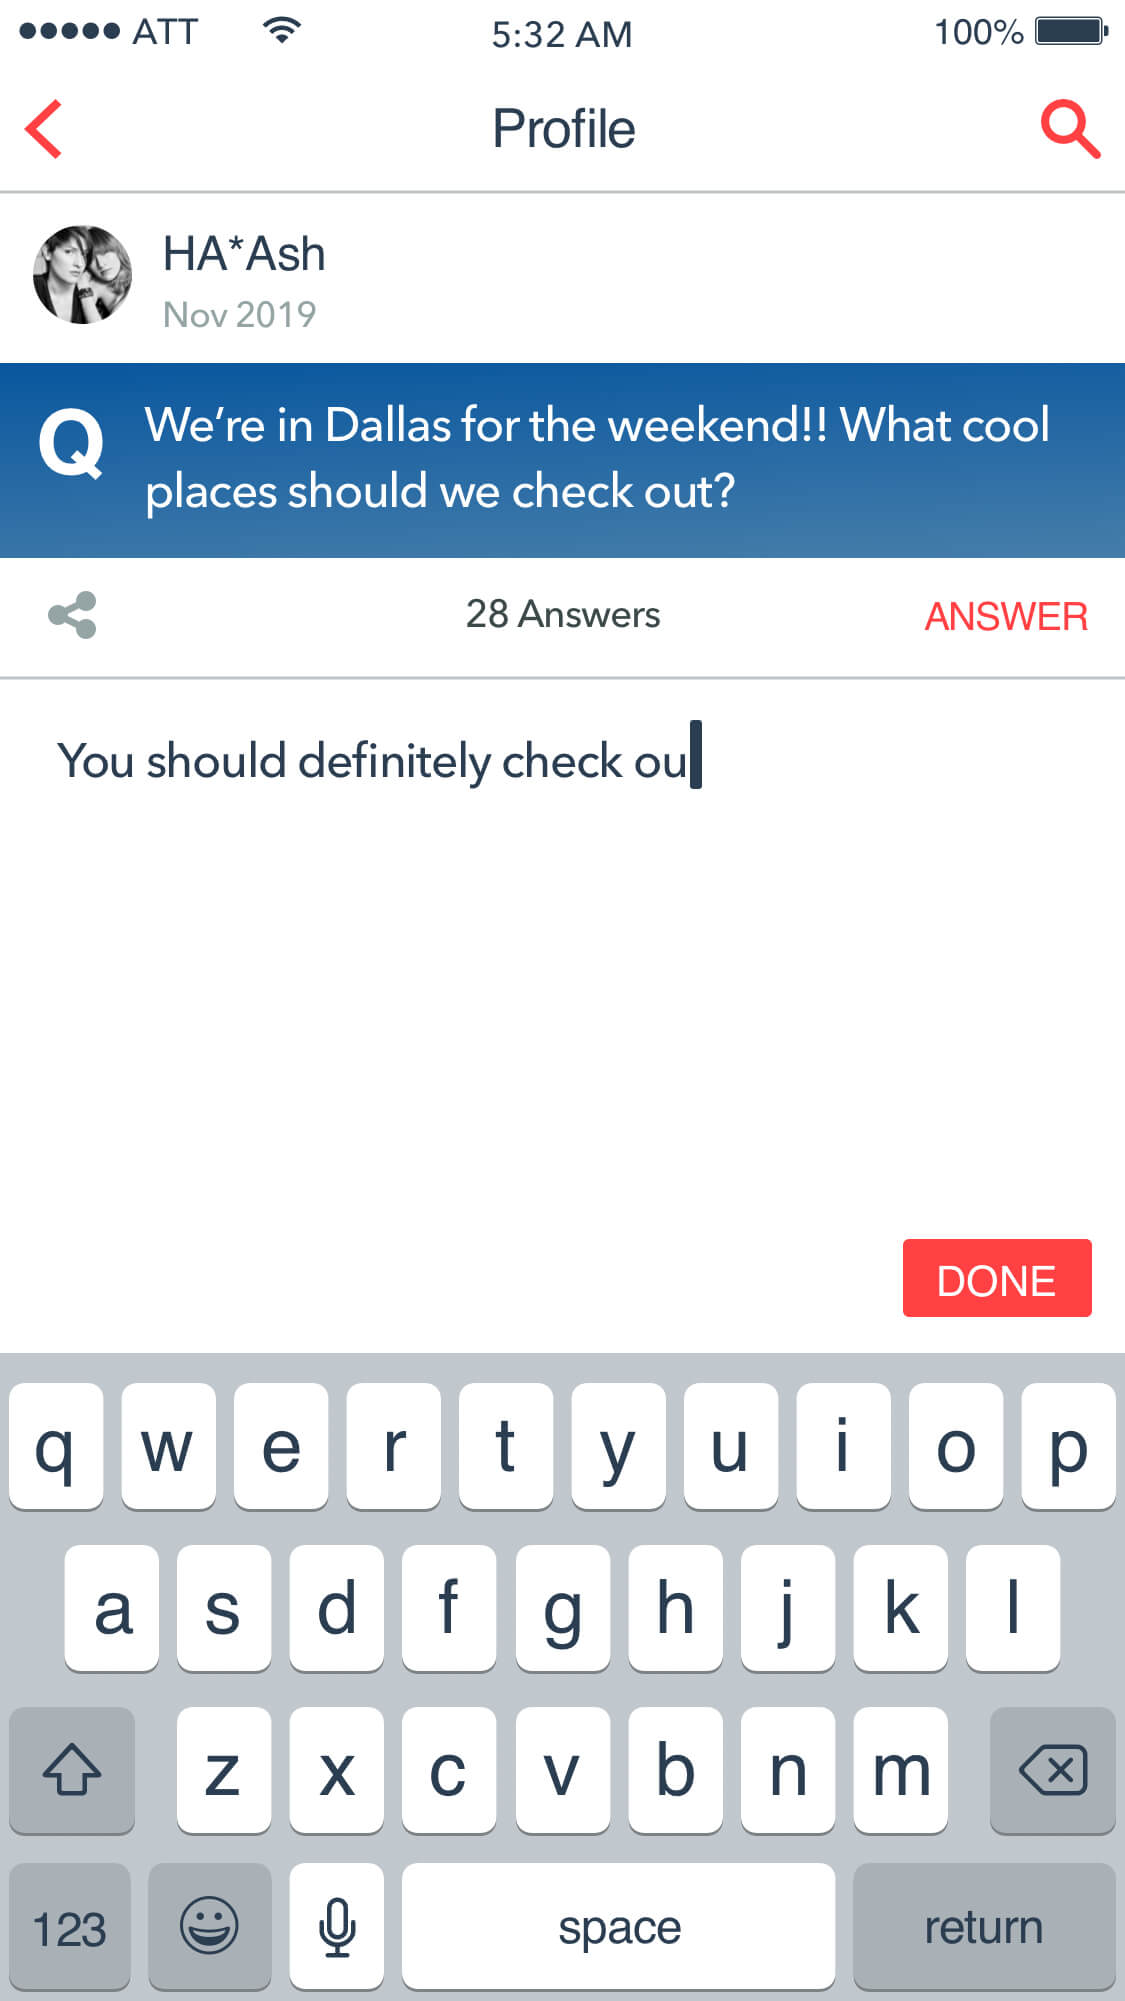 ATT 5:32 AM 100%
Profile
HA*Ash
Nov 2019
Q We’re in Dallas for the weekend!! What cool
places should we check out?
28 Answers ANSWER
You should definitely check ou
DONE
q w e r t y u i o p
a s d f g h j k l
z x c v b n m
123 space return